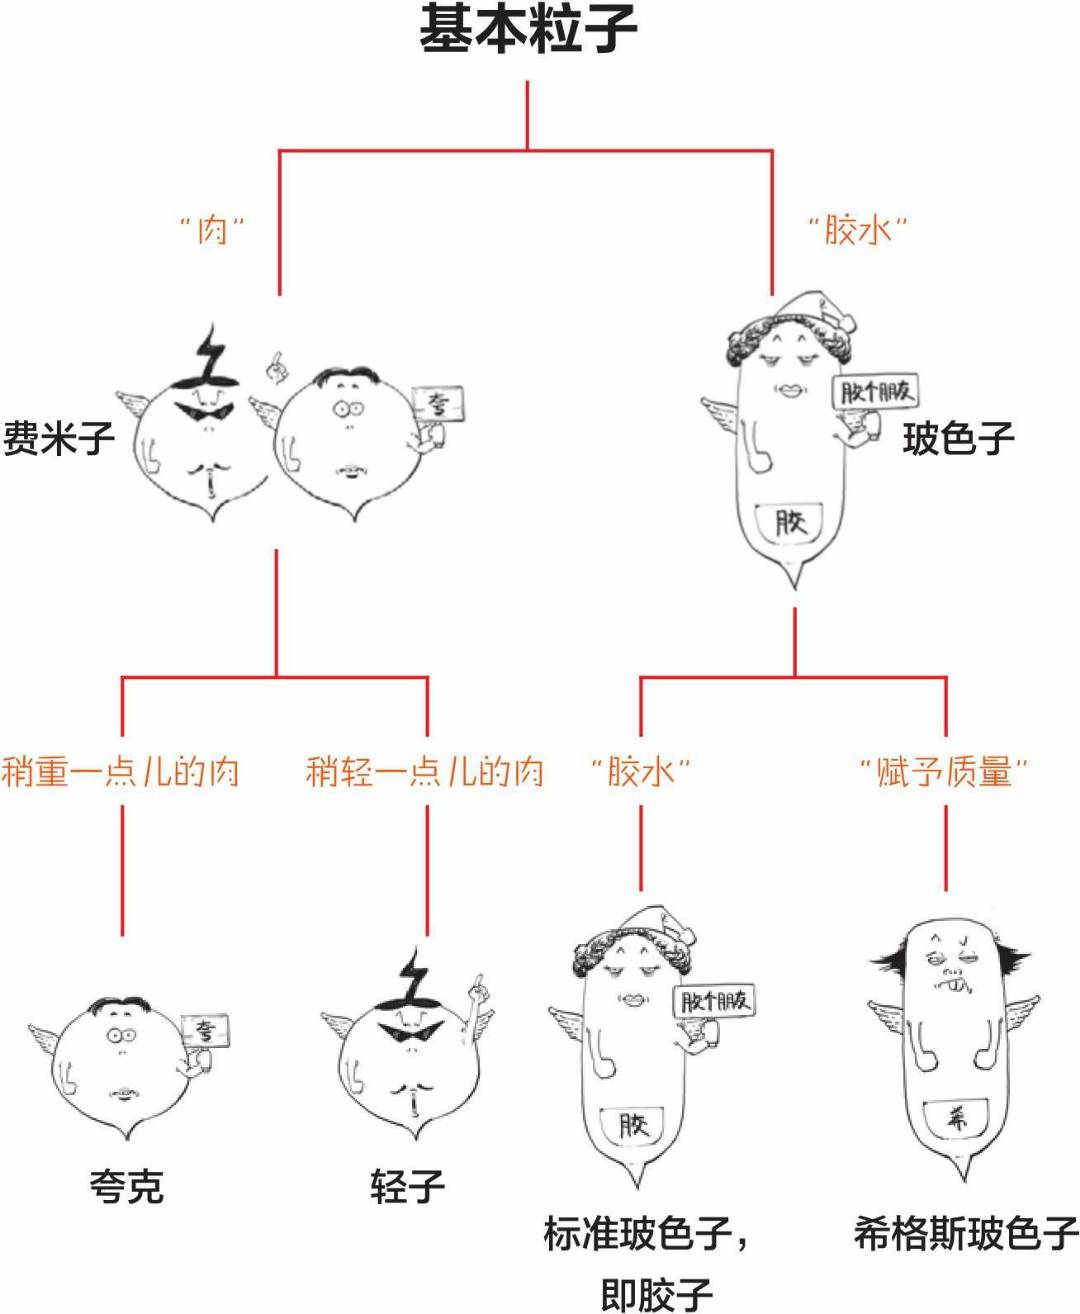 基本粒子
“肉”
“胶水”
夸
胶个朋友
费米子
玻色子
胶
稍重一点儿的肉
稍轻一点儿的肉
“胶水”
“赋予质量”
夸
胶个朋友
胶
希
夸克
轻子
标准玻色子，
即胶子
希格斯玻色子